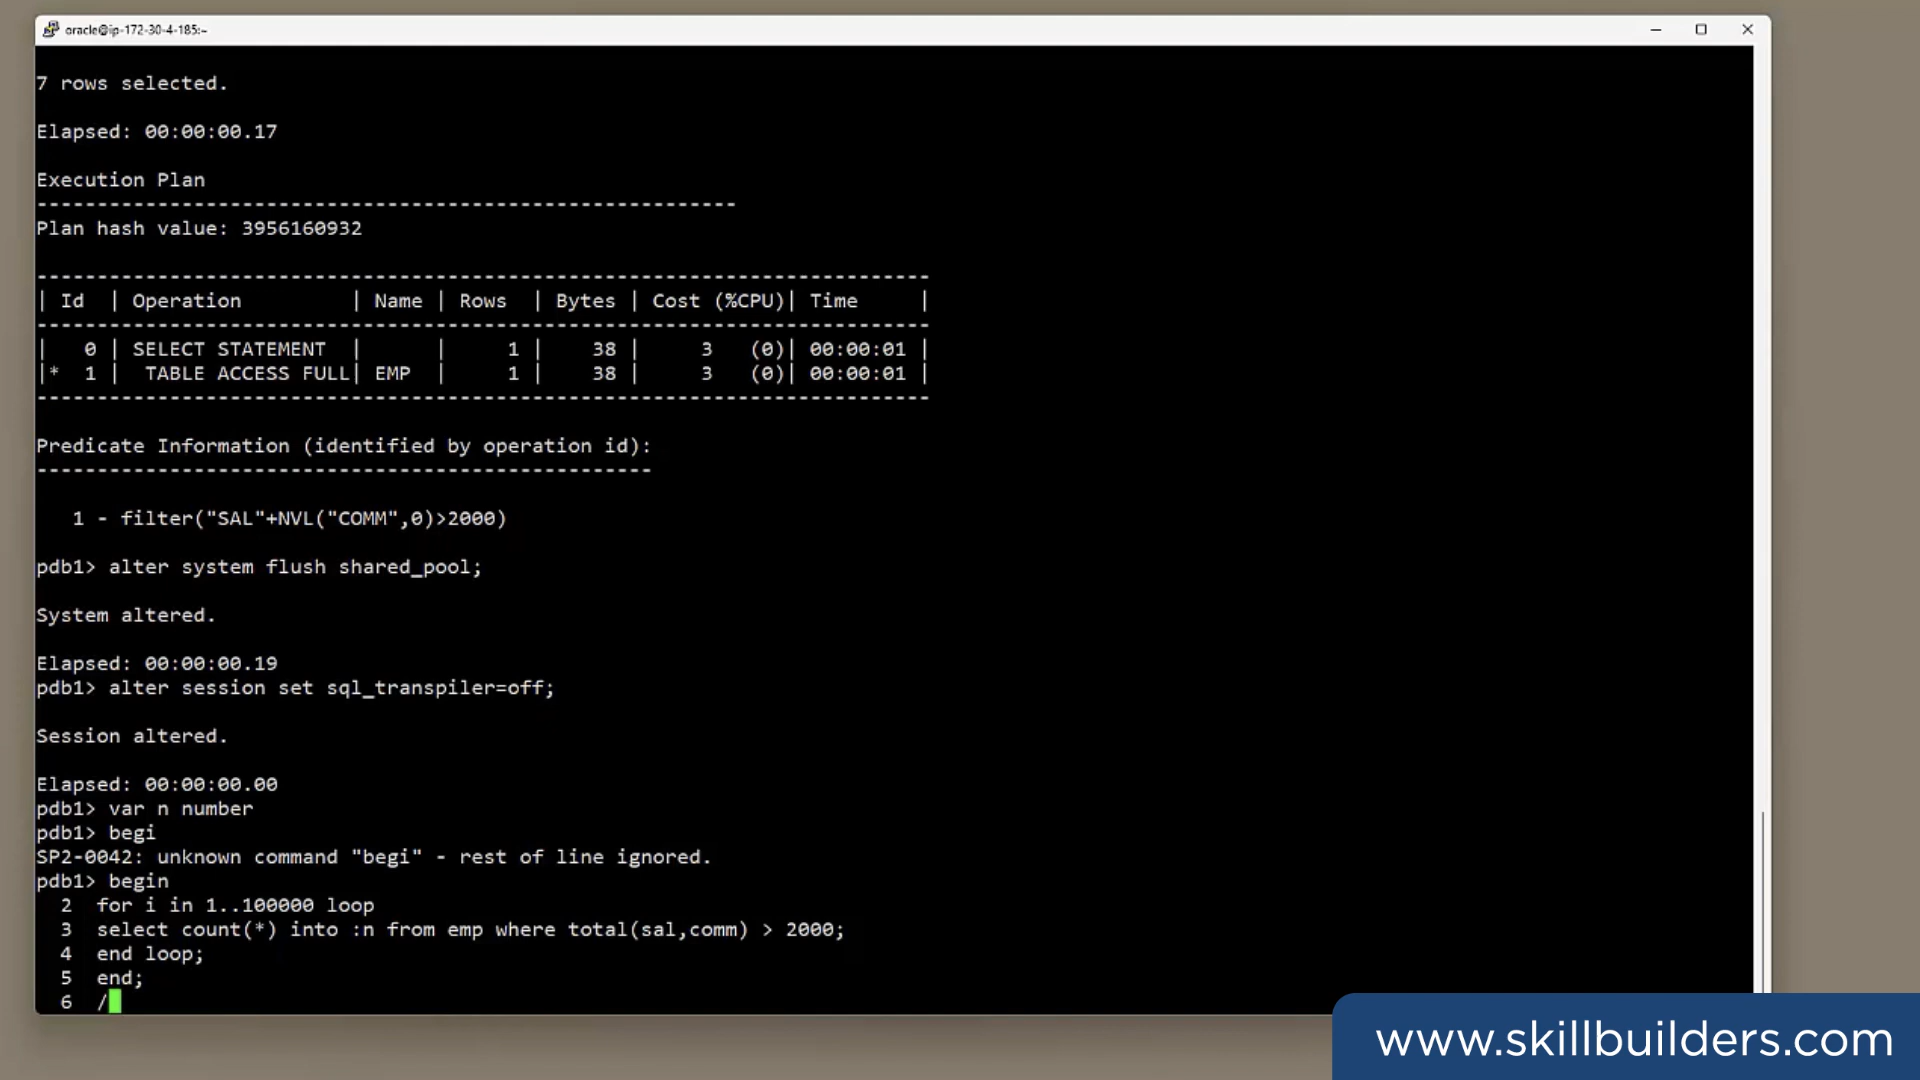 oracle@ip-172-30-4-185:~
7 rows selected.
Elapsed: 00:00:00.17
Execution Plan
----------------------------------------------------------
Plan hash value: 3956160932
--------------------------------------------------------------------------
| Id  | Operation         | Name | Rows  | Bytes | Cost (%CPU)| Time     |
--------------------------------------------------------------------------
|   0 | SELECT STATEMENT  |      |     1 |    38 |     3   (0)| 00:00:01 |
|*  1 |  TABLE ACCESS FULL| EMP  |     1 |    38 |     3   (0)| 00:00:01 |
--------------------------------------------------------------------------
Predicate Information (identified by operation id):
---------------------------------------------------
   1 - filter("SAL"+NVL("COMM",0)>2000)
pdb1> alter system flush shared_pool;
System altered.
Elapsed: 00:00:00.19
pdb1> alter session set sql_transpiler=off;
Session altered.
Elapsed: 00:00:00.00
pdb1> var n number
pdb1> begi
SP2-0042: unknown command "begi" - rest of line ignored.
pdb1> begin
  2  for i in 1..100000 loop
  3  select count(*) into :n from emp where total(sal,comm) > 2000;
  4  end loop;
  5  end;
  6  /
www.skillbuilders.com